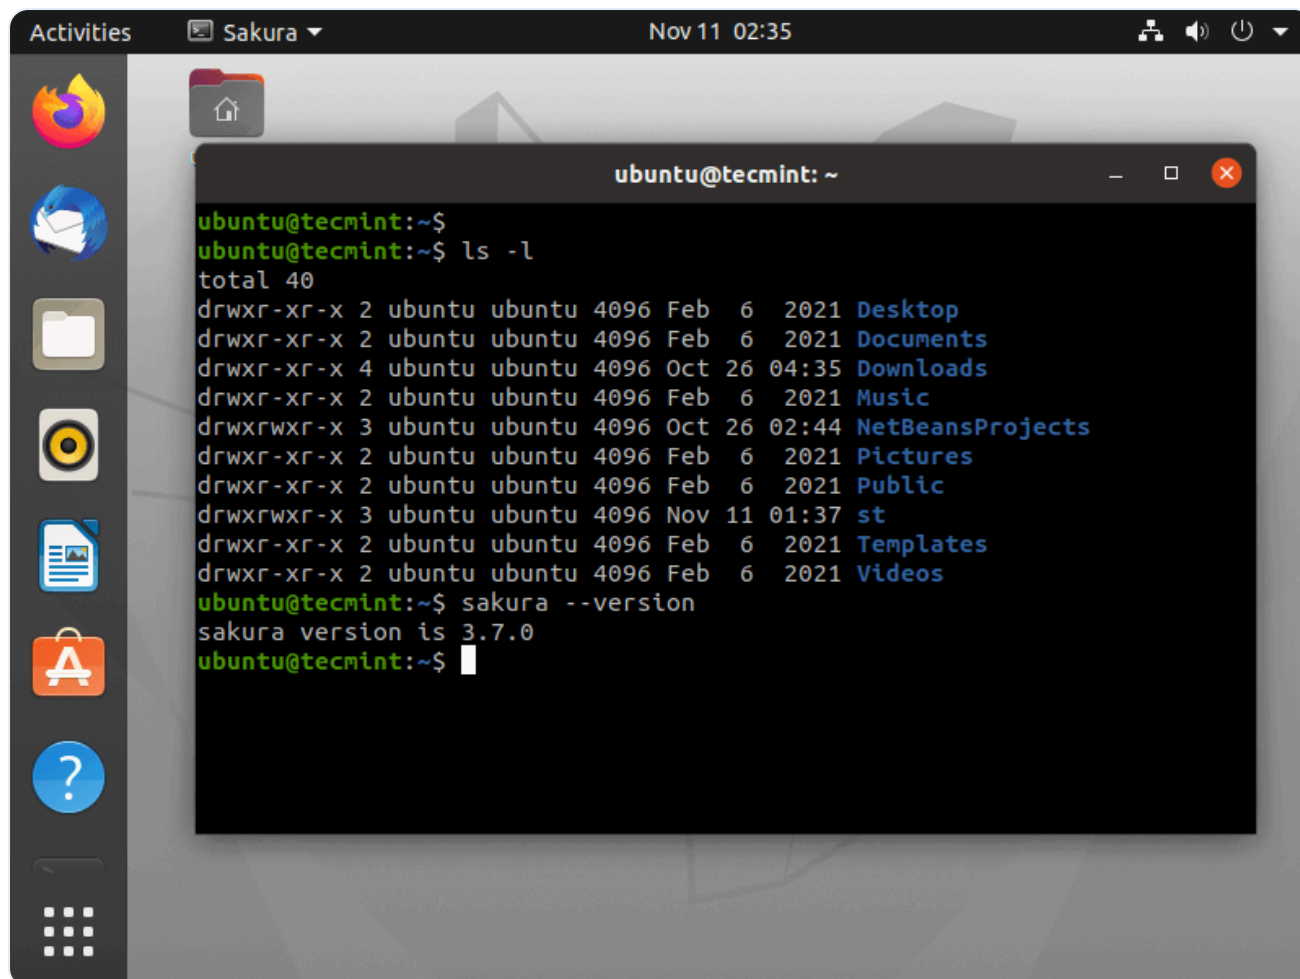 Activities Sakura Nov 11 02:35
ubuntu@tecmint: ~
ubuntu@tecmint:~$
ubuntu@tecmint:~$ ls -l
total 40
drwxr-xr-x 2 ubuntu ubuntu 4096 Feb  6  2021 Desktop
drwxr-xr-x 2 ubuntu ubuntu 4096 Feb  6  2021 Documents
drwxr-xr-x 4 ubuntu ubuntu 4096 Oct 26 04:35 Downloads
drwxr-xr-x 2 ubuntu ubuntu 4096 Feb  6  2021 Music
drwxrwxr-x 3 ubuntu ubuntu 4096 Oct 26 02:44 NetBeansProjects
drwxr-xr-x 2 ubuntu ubuntu 4096 Feb  6  2021 Pictures
drwxr-xr-x 2 ubuntu ubuntu 4096 Feb  6  2021 Public
drwxrwxr-x 3 ubuntu ubuntu 4096 Nov 11 01:37 st
drwxr-xr-x 2 ubuntu ubuntu 4096 Feb  6  2021 Templates
drwxr-xr-x 2 ubuntu ubuntu 4096 Feb  6  2021 Videos
ubuntu@tecmint:~$ sakura --version
sakura version is 3.7.0
ubuntu@tecmint:~$